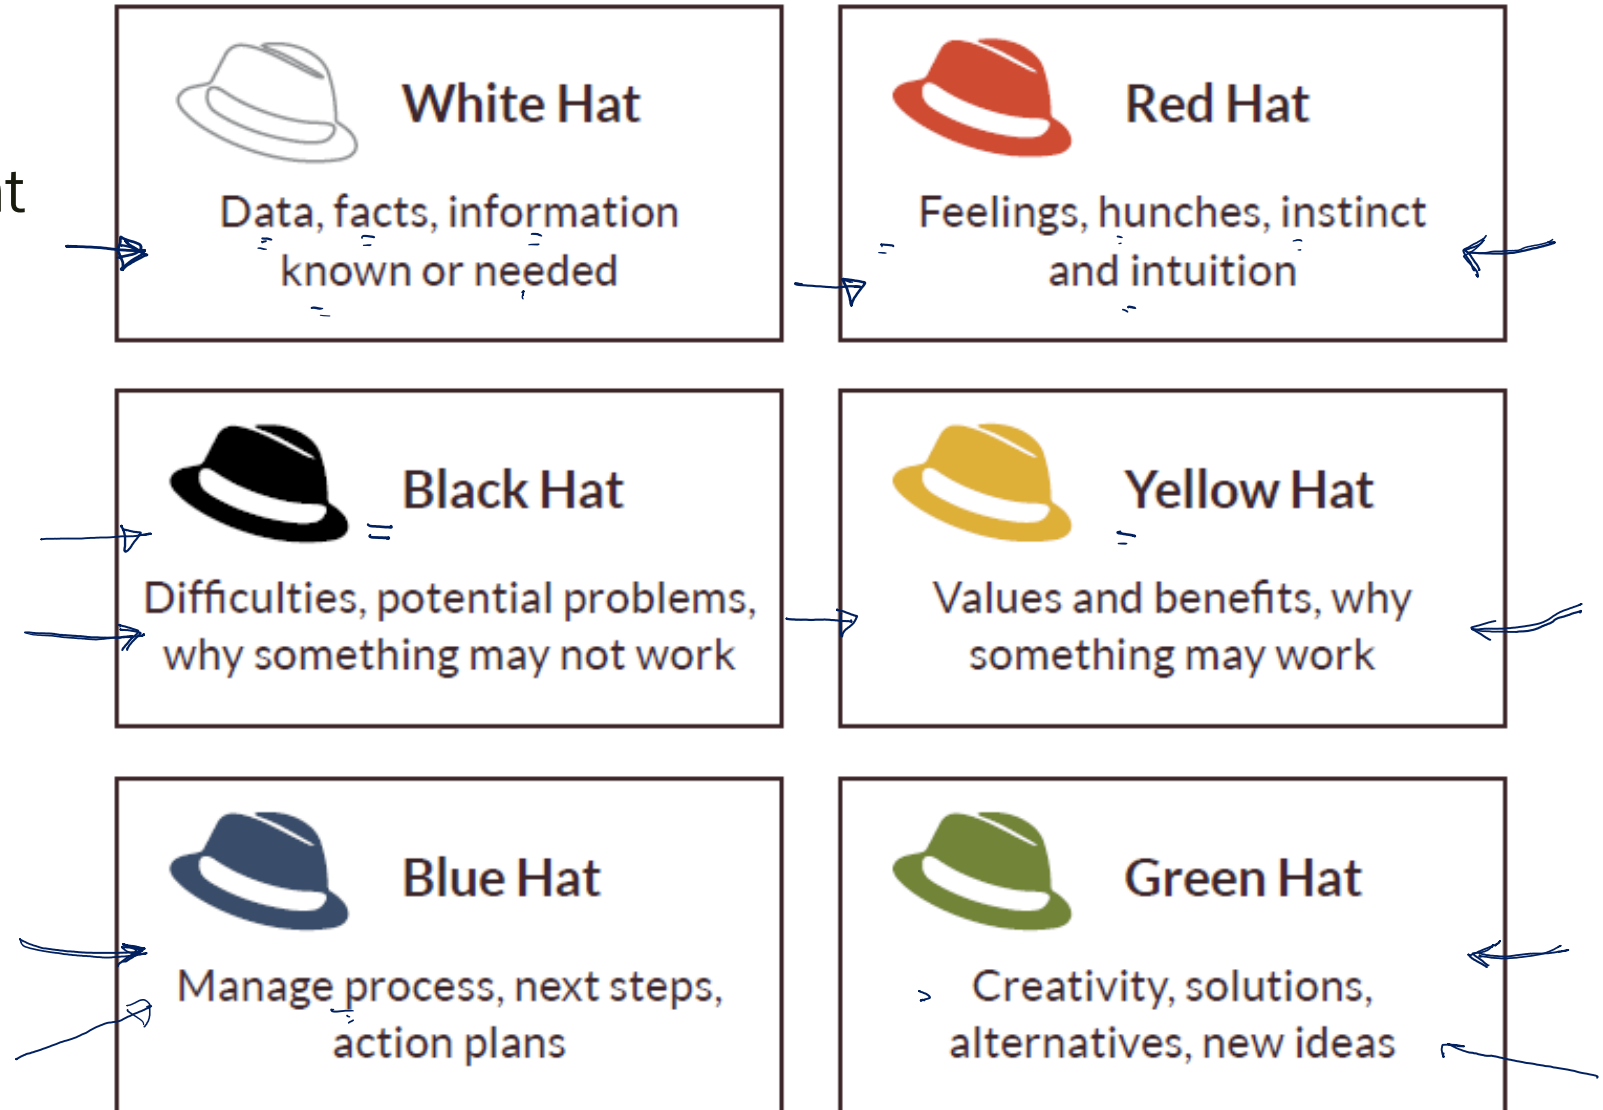 White Hat
Data, facts, information
known or needed
Red Hat
Feelings, hunches, instinct
and intuition
Black Hat
Difficulties, potential problems,
why something may not work
Yellow Hat
Values and benefits, why
something may work
Blue Hat
Manage process, next steps,
action plans
Green Hat
Creativity, solutions,
alternatives, new ideas